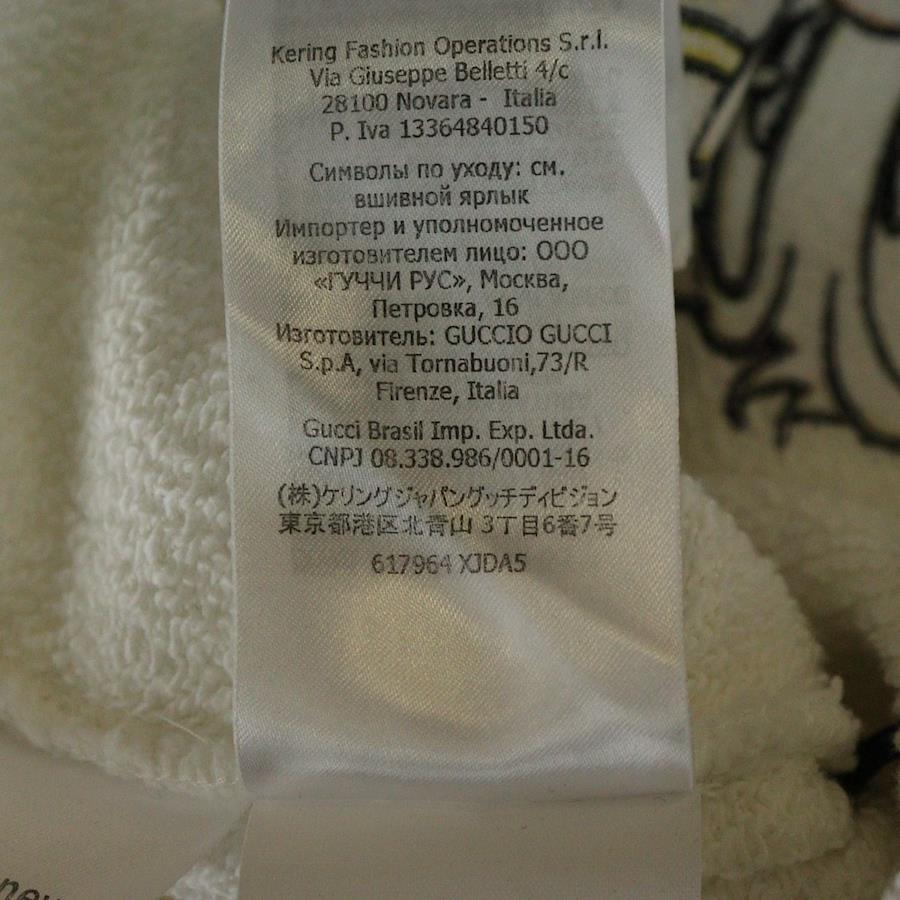 Kering Fashion Operations S.r.l.
Via Giuseppe Belletti 4/c
28100 Novara - Italia
P. Iva 13364840150
Символы по уходу: см.
вшивной ярлык
Импортер и уполномоченное
изготовителем лицо: ООО
«ГУЧЧИ РУС», Москва,
Петровка, 16
Изготовитель: GUCCIO GUCCI
S.p.A, via Tornabuoni,73/R
Firenze, Italia
Gucci Brasil Imp. Exp. Ltda.
CNPJ 08.338.986/0001-16
(株)ケリングジャパングッチディビジョン
東京都港区北青山 3丁目6番7号
617964 XJDA5